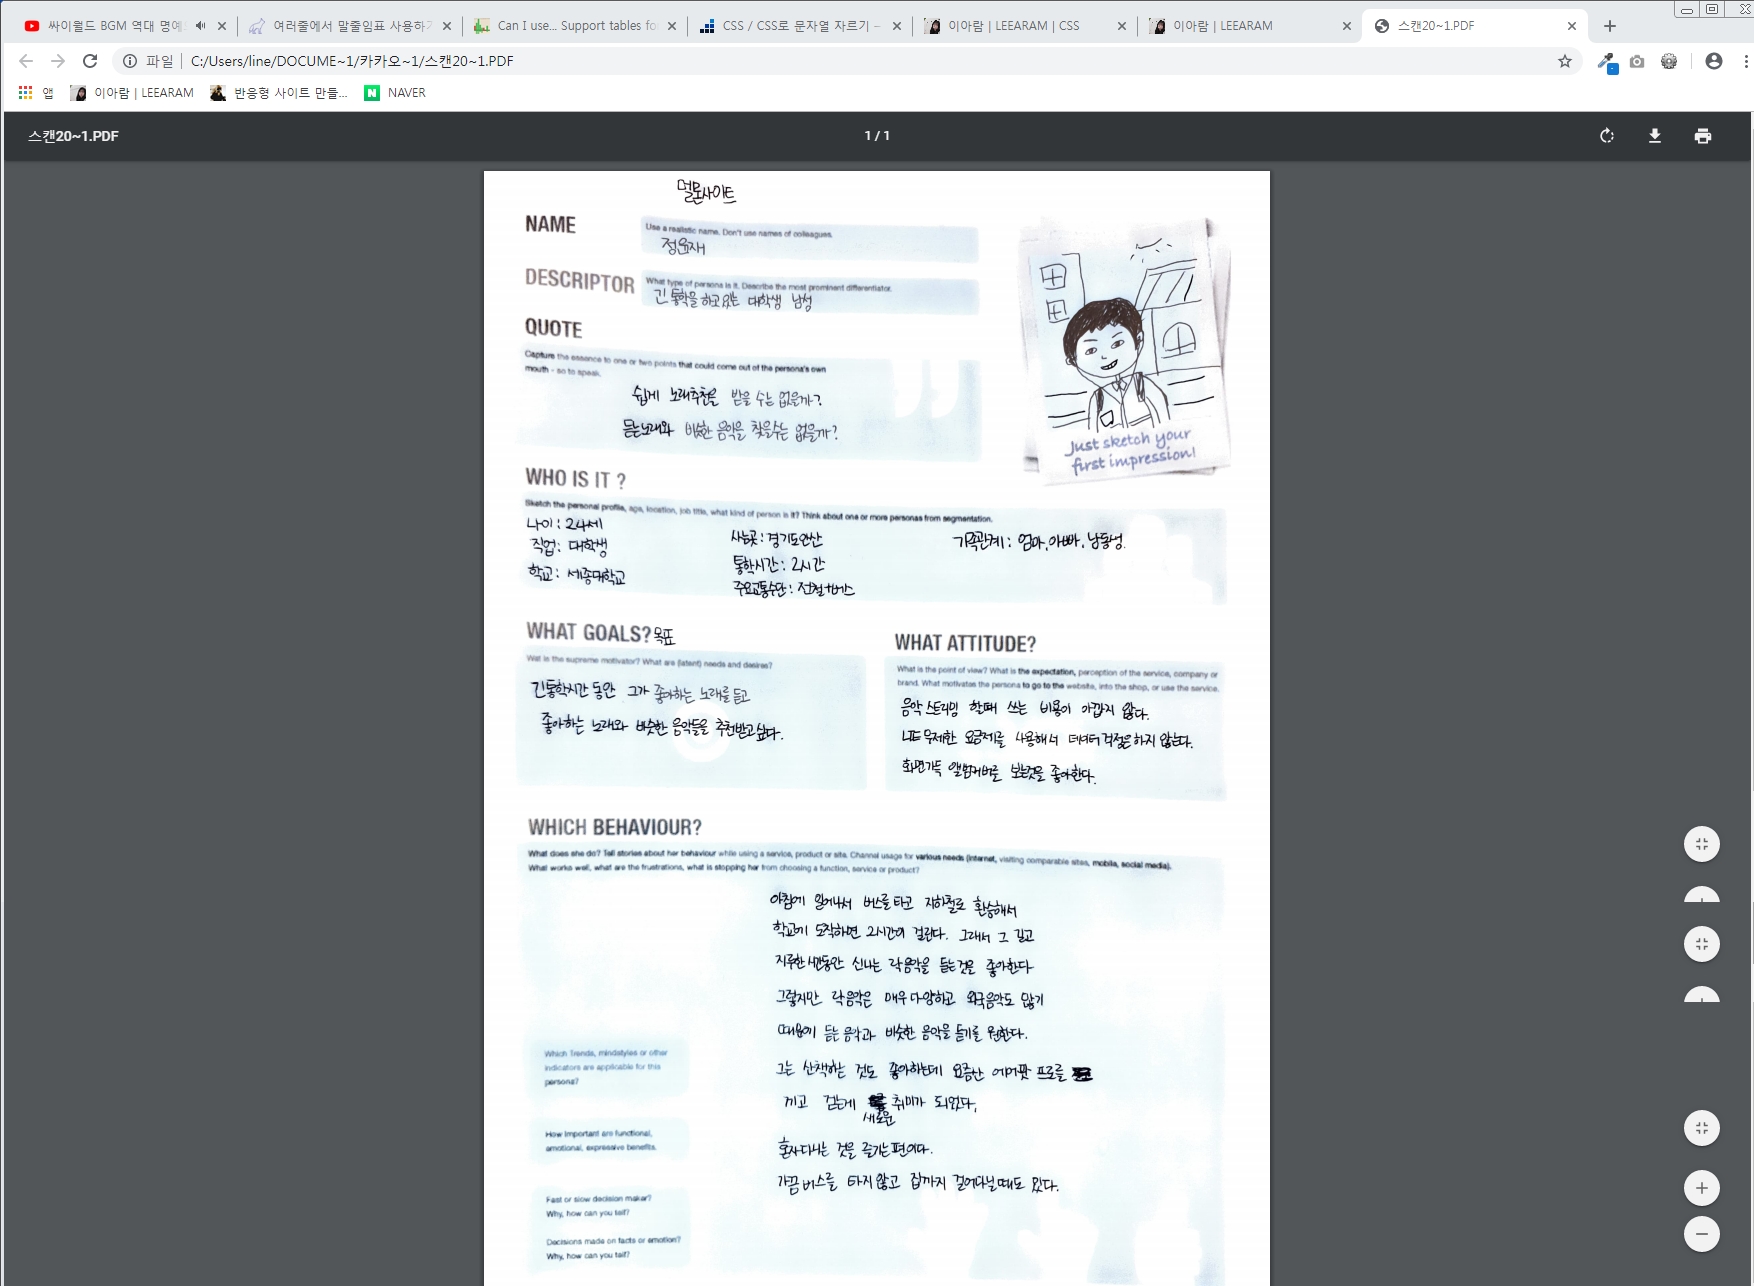 싸이월드 BGM 역대 명예
여러줄에서 말줄임표 사용하기
Can I use... Support tables fo
CSS / CSS로 문자열 자르기 –
이아람 | LEEARAM | CSS
이아람 | LEEARAM
스캔20~1.PDF
파일 | C:/Users/line/DOCUME~1/카카오~1/스캔20~1.PDF
앱 이아람 | LEEARAM 반응형 사이트 만들... NAVER
스캔20~1.PDF 1 / 1
멜론사이트
NAME
Use a realistic name. Don't use names of colleagues.
정윤재
DESCRIPTOR
What type of persona is it. Describe the most prominent differentiator.
긴 통학을 하고 있는 대학생 남성
QUOTE
Capture the essence to one or two points that could come out of the persona's own
mouth - so to speak.
쉽게 노래추천을 받을 수는 없을까?
듣는노래와 비슷한 음악을 찾을수는 없을까?
Just sketch your
first impression!
WHO IS IT ?
Sketch the personal profile, age, location, job title, what kind of person is it? Think about one or more personas from segmentation.
나이 : 24세
직업 : 대학생
학교 : 세종대학교
사는곳 : 경기도안산
통학시간 : 2시간
주요교통수단 : 전철+버스
가족관계 : 엄마, 아빠, 남동생.
WHAT GOALS? 목표
Wat is the supreme motivator? What are (latent) needs and desires?
긴통학시간 동안 그가 좋아하는 노래를 듣고
좋아하는 노래와 비슷한 음악들을 추천받고싶다.
WHAT ATTITUDE?
What is the point of view? What is the expectation, perception of the service, company or
brand. What motivates the persona to go to the website, into the shop, or use the service.
음악 스트리밍 할때 쓰는 비용이 아깝지 않다.
LTE 무제한 요금제를 사용해서 데이터 걱정은 하지 않는다.
화면가득 앨범커버를 보는것을 좋아한다.
WHICH BEHAVIOUR?
What does she do? Tell stories about her behaviour while using a service, product or site. Channel usage for various needs (internet, visiting comparable sites, mobile, social media).
What works well, what are the frustrations, what is stopping her from choosing a function, service or product?
아침에 일어나서 버스를 타고 지하철로 환승해서
학교에 도착하면 2시간이 걸린다. 그래서 그 길고
지루한 시간동안 신나는 락음악을 듣는것을 좋아한다
그렇지만 락음악은 매우 다양하고 외국음악도 많기
때문에 듣는 음악과 비슷한 음악을 듣기를 원한다.
그는 산책하는 것도 좋아하는데 요즘산 에어팟 프로를
끼고 걷는게 취미가 되었다.
새로운
혼자다니는 것을 즐기는 편이다.
가끔 버스를 타지 않고 집까지 걸어다닐때도 있다.
Which Trends, mindstyles or other
indicators are applicable for this
persona?
How important are functional,
emotional, expressive benefits.
Fast or slow decision maker?
Why, how can you tell?
Decisions made on facts or emotion?
Why, how can you tell?